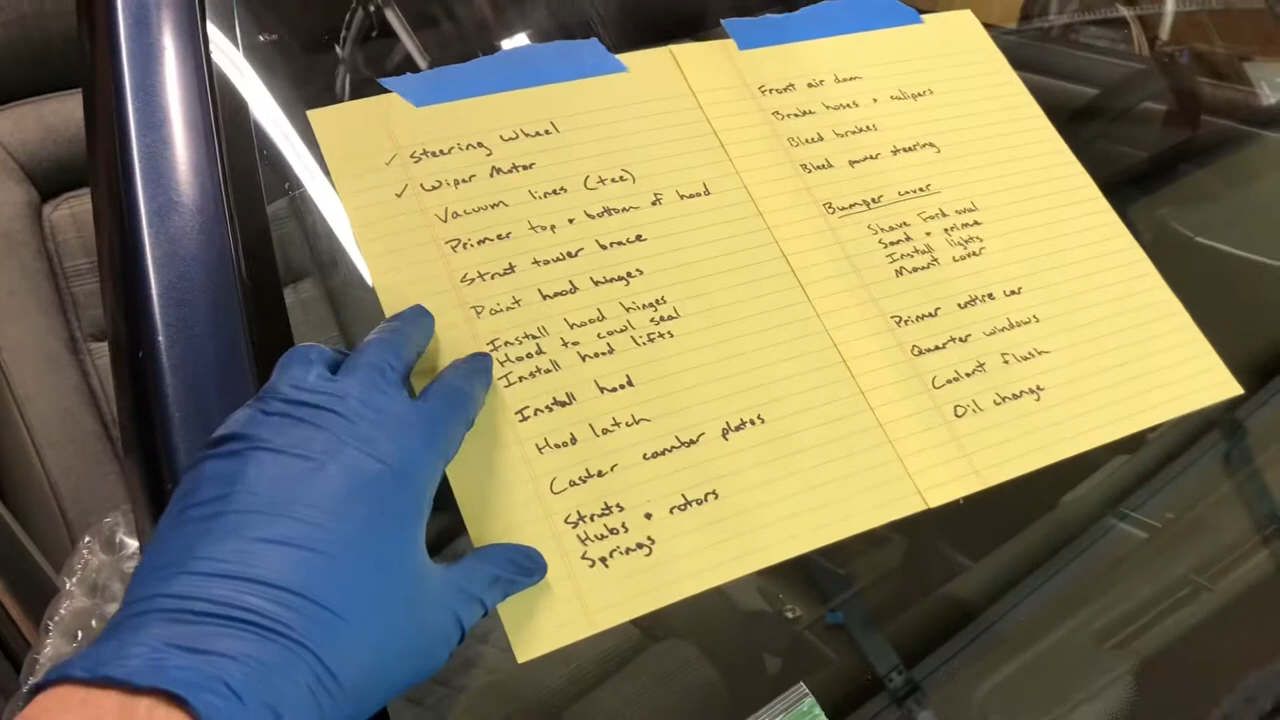 ✓ Steering Wheel
✓ Wiper Motor
Vacuum lines (tee)
Primer top & bottom of hood
Strut tower brace
Paint hood hinges
Install hood hinges
Hood to cowl seal
Install hood lifts
Install hood
Hood latch
Caster camber plates
Struts
Hubs & rotors
Springs
Front air dam
Brake hoses & calipers
Bleed brakes
Bleed power steering
Bumper cover
Shave Ford oval
Sand & prime
Install lights
Mount cover
Primer entire car
Quarter windows
Coolant flush
Oil change